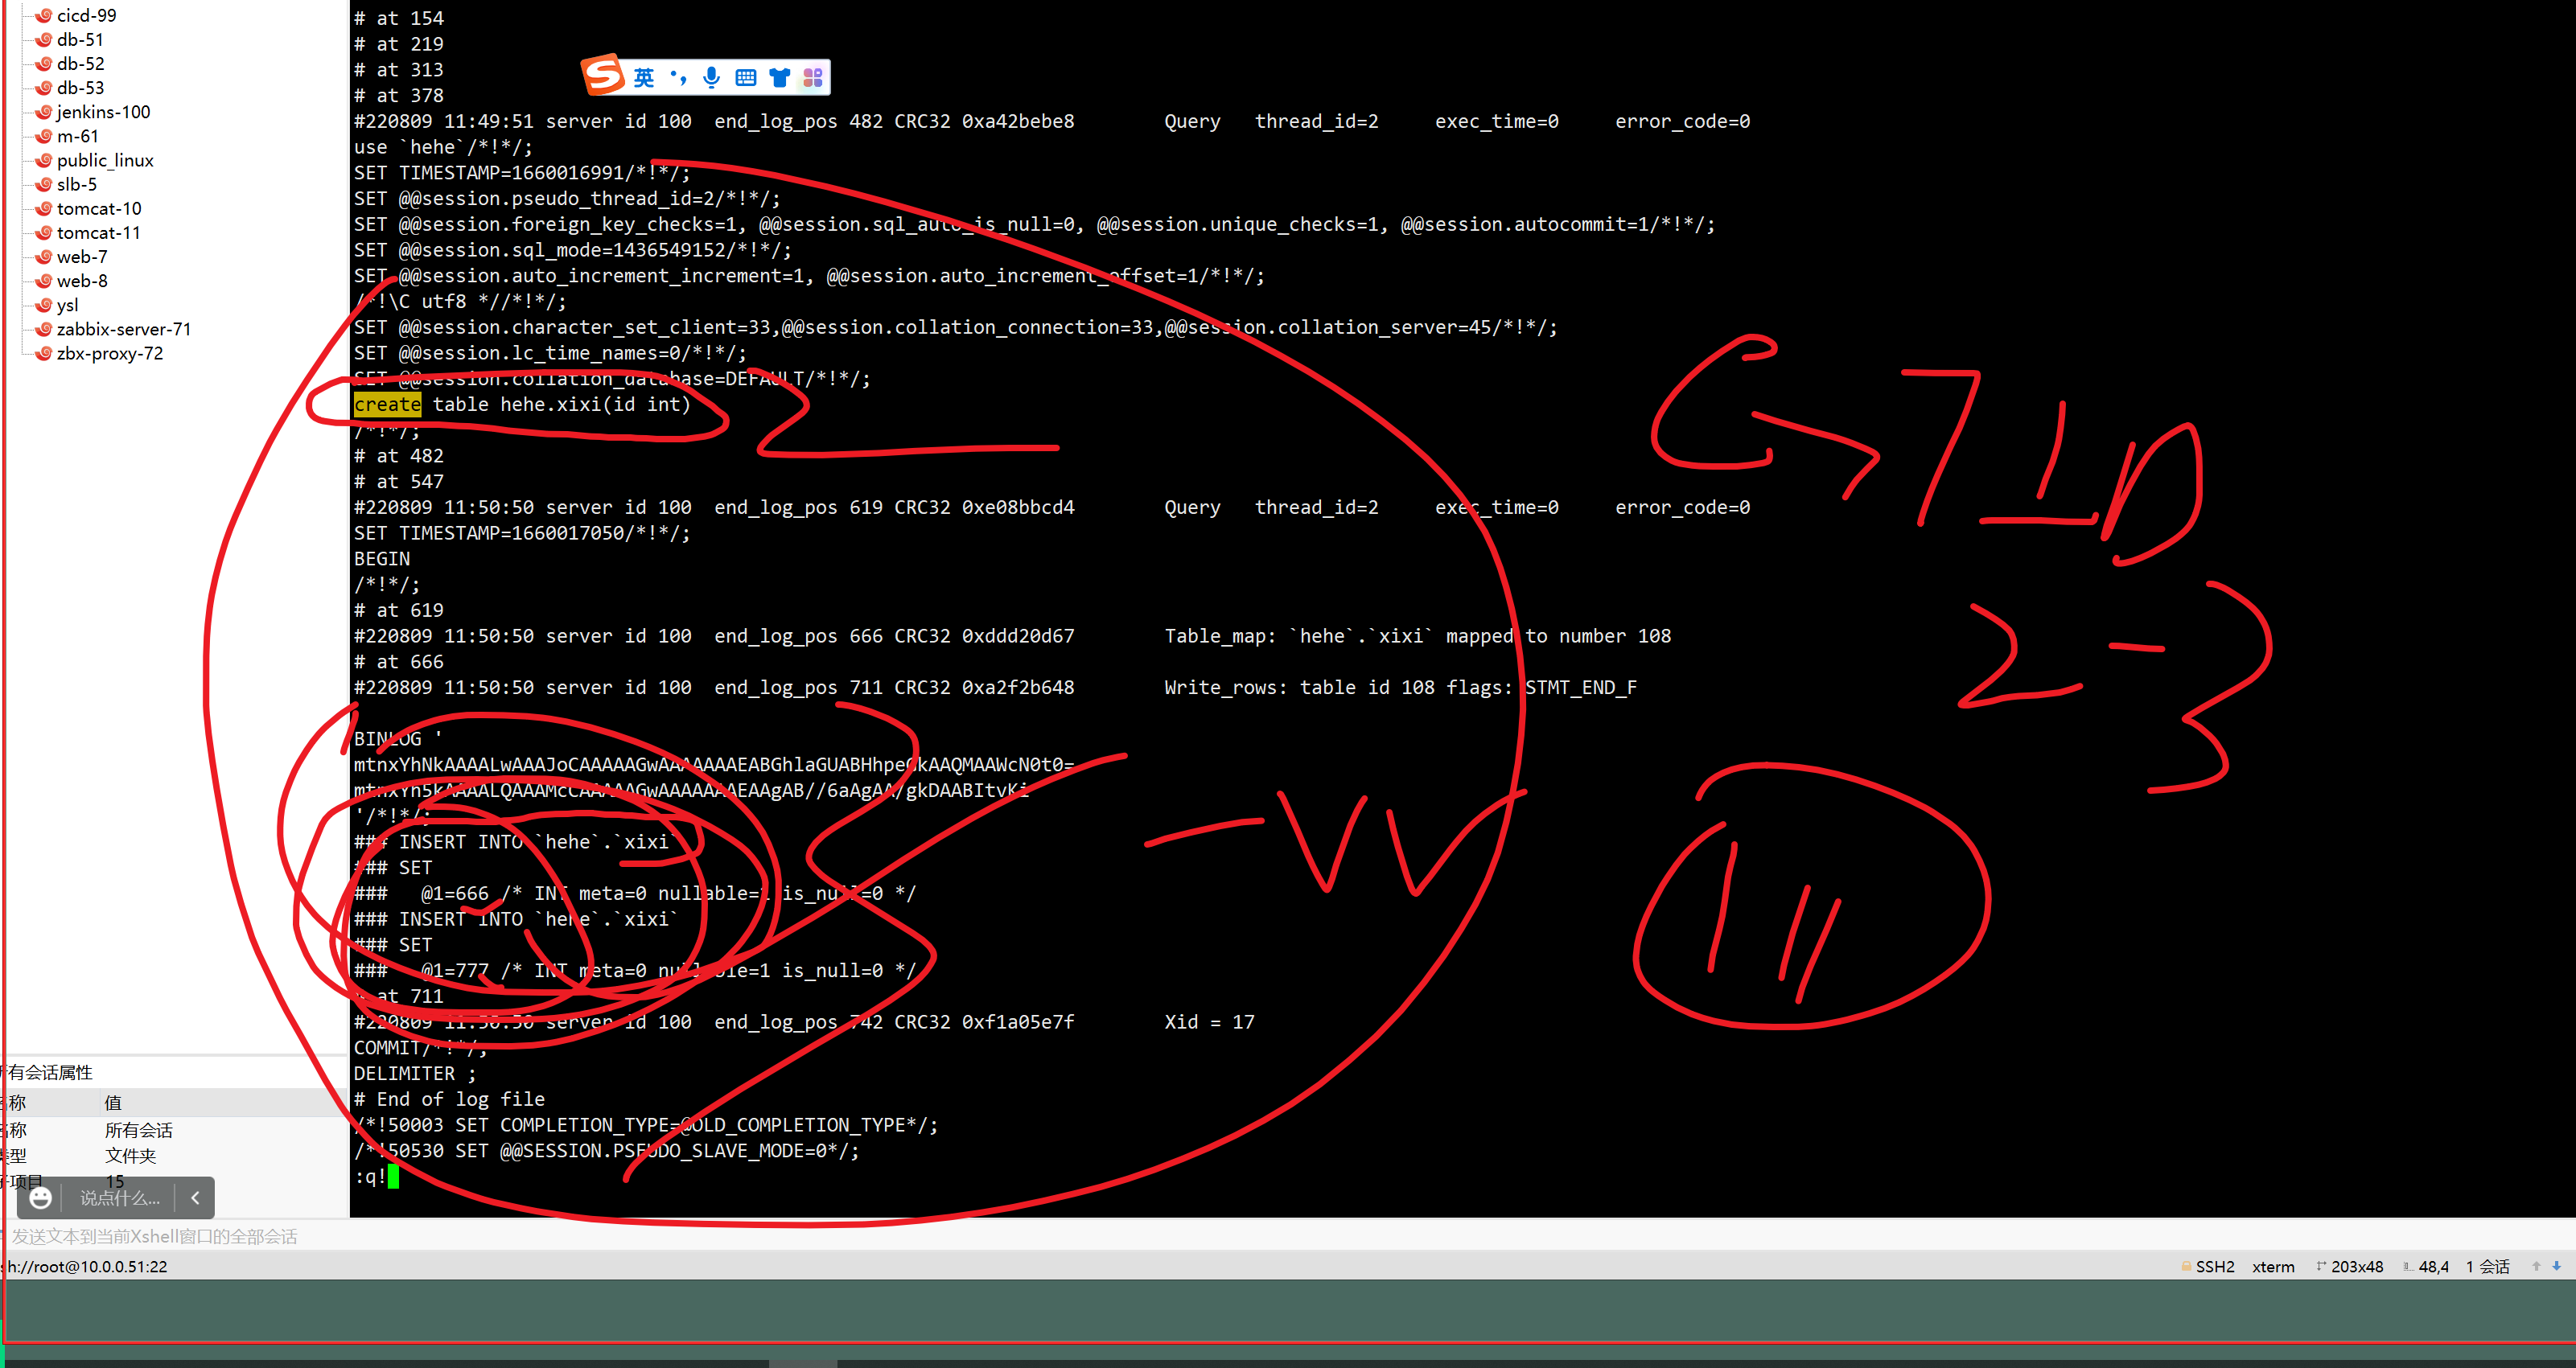 cicd-99
db-51
db-52
db-53
jenkins-100
m-61
public_linux
slb-5
tomcat-10
tomcat-11
web-7
web-8
ysl
zabbix-server-71
zbx-proxy-72
所有会话属性
名称 值
名称 所有会话
类型 文件夹
子项目 15
说点什么...
英
# at 154
# at 219
# at 313
# at 378
#220809 11:49:51 server id 100  end_log_pos 482 CRC32 0xa42bebe8 Query thread_id=2 exec_time=0 error_code=0
use `hehe`/*!*/;
SET TIMESTAMP=1660016991/*!*/;
SET @@session.pseudo_thread_id=2/*!*/;
SET @@session.foreign_key_checks=1, @@session.sql_auto_is_null=0, @@session.unique_checks=1, @@session.autocommit=1/*!*/;
SET @@session.sql_mode=1436549152/*!*/;
SET @@session.auto_increment_increment=1, @@session.auto_increment_offset=1/*!*/;
/*!\C utf8 *//*!*/;
SET @@session.character_set_client=33,@@session.collation_connection=33,@@session.collation_server=45/*!*/;
SET @@session.lc_time_names=0/*!*/;
SET @@session.collation_database=DEFAULT/*!*/;
create table hehe.xixi(id int)
/*!*/;
# at 482
# at 547
#220809 11:50:50 server id 100  end_log_pos 619 CRC32 0xe08bbcd4 Query thread_id=2 exec_time=0 error_code=0
SET TIMESTAMP=1660017050/*!*/;
BEGIN
/*!*/;
# at 619
#220809 11:50:50 server id 100  end_log_pos 666 CRC32 0xddd20d67 Table_map: `hehe`.`xixi` mapped to number 108
# at 666
#220809 11:50:50 server id 100  end_log_pos 711 CRC32 0xa2f2b648 Write_rows: table id 108 flags: STMT_END_F
BINLOG '
'/*!*/;
### INSERT INTO `hehe`.`xixi`
### SET
###   @1=666 /* INT meta=0 nullable=1 is_null=0 */
### INSERT INTO `hehe`.`xixi`
### SET
###   @1=777 /* INT meta=0 nullable=1 is_null=0 */
# at 711
#220809 11:50:50 server id 100  end_log_pos 742 CRC32 0xf1a05e7f Xid = 17
COMMIT/*!*/;
DELIMITER ;
# End of log file
/*!50003 SET COMPLETION_TYPE=@OLD_COMPLETION_TYPE*/;
/*!50530 SET @@SESSION.PSEUDO_SLAVE_MODE=0*/;
:q!
2
GTID
2-3
-vv
发送文本到当前Xshell窗口的全部会话
sh://root@10.0.0.51:22 SSH2 xterm 203x48 48,4 1 会话